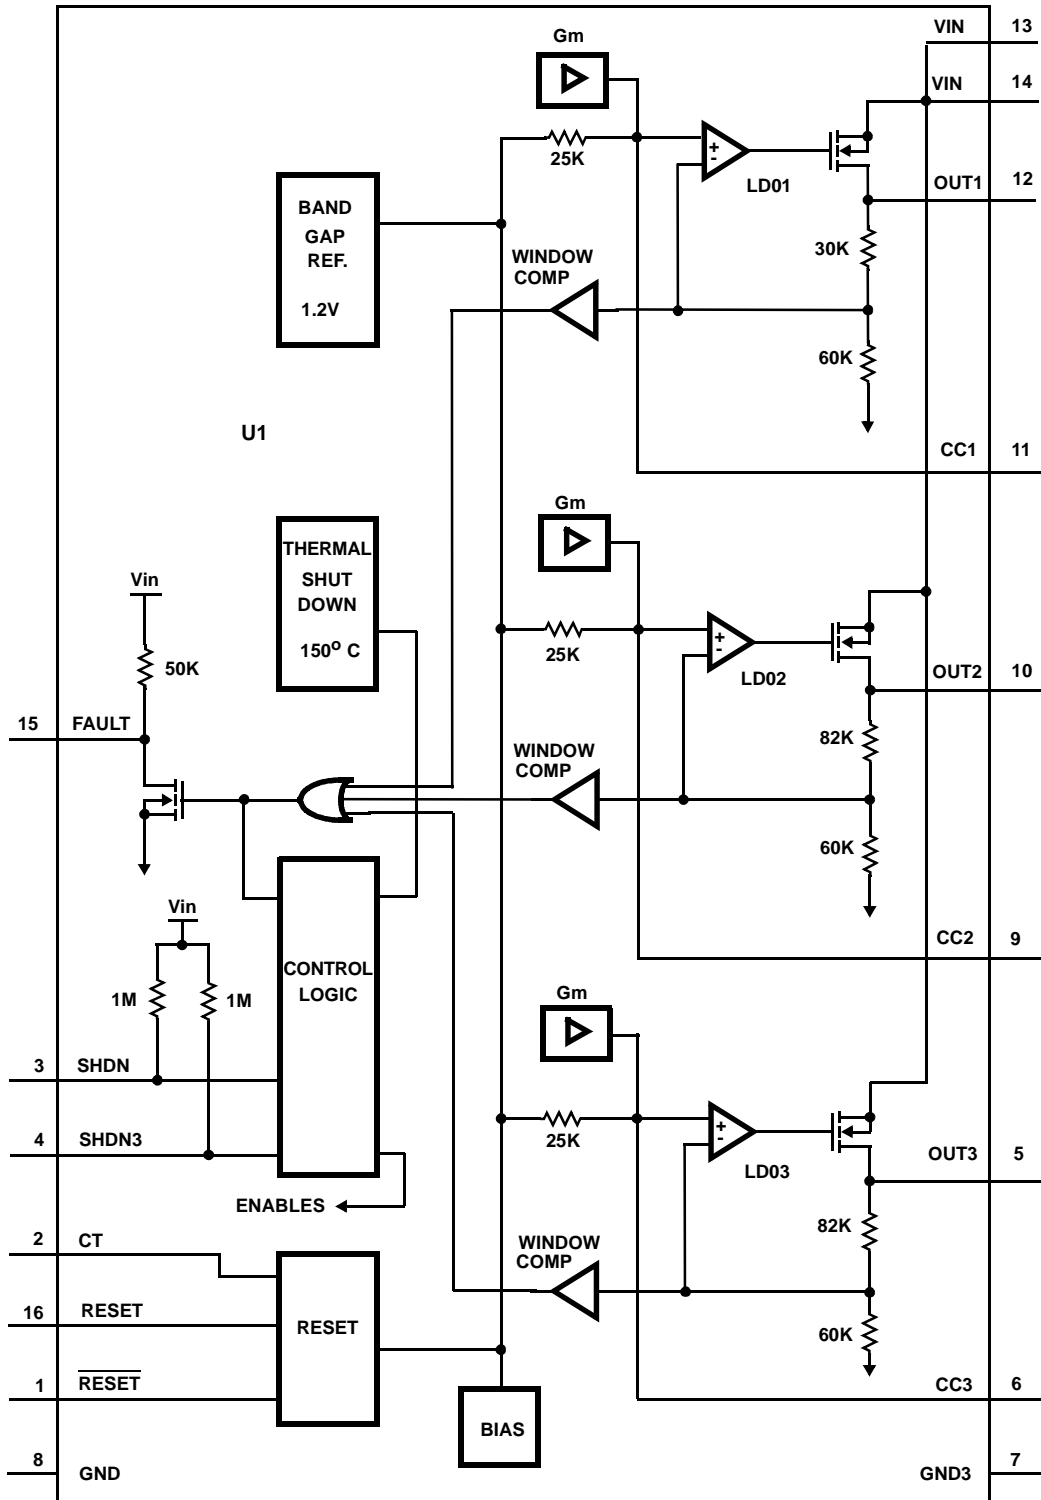 VIN 13
Gm
VIN 14
+
-
25K
LD01
OUT1 12
BAND
GAP
REF.
1.2V
30K
WINDOW
COMP
60K
U1
CC1 11
Gm
THERMAL
SHUT
DOWN
150° C
Vin
50K
+
-
25K
LD02
OUT2 10
15 FAULT
82K
WINDOW
COMP
60K
Vin
CC2 9
CONTROL
LOGIC
1M
1M
Gm
3 SHDN
+
-
25K
4 SHDN3
LD03
OUT3 5
ENABLES
82K
2 CT
WINDOW
COMP
16 RESET
RESET
60K
1 RESET
CC3 6
BIAS
8 GND
GND3 7